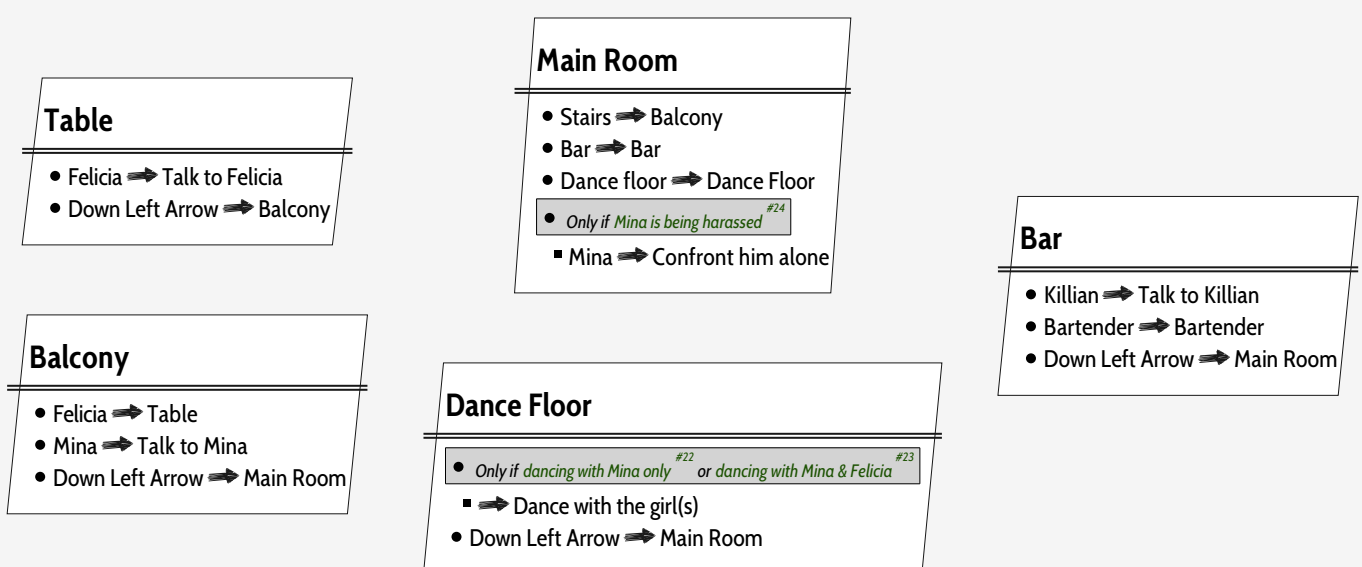 Main Room
Stairs ➡ Balcony
Bar ➡ Bar
Dance floor ➡ Dance Floor
Only if Mina is being harassed #24
Mina ➡ Confront him alone
Table
Felicia ➡ Talk to Felicia
Down Left Arrow ➡ Balcony
Bar
Killian ➡ Talk to Killian
Bartender ➡ Bartender
Down Left Arrow ➡ Main Room
Balcony
Felicia ➡ Table
Mina ➡ Talk to Mina
Down Left Arrow ➡ Main Room
Dance Floor
Only if dancing with Mina only #22 or dancing with Mina & Felicia #23
➡ Dance with the girl(s)
Down Left Arrow ➡ Main Room